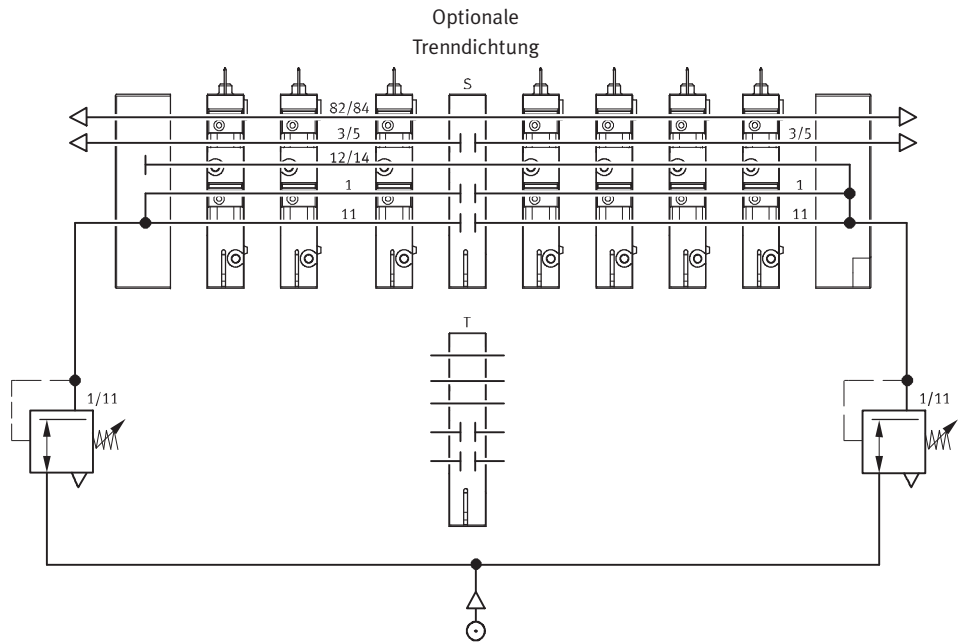 Optionale
Trenndichtung
S
82/84
3/5 3/5
12/14
1 1
11 11
T
1/11 1/11